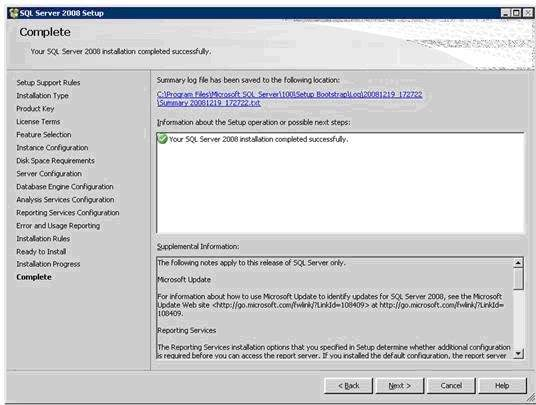 SQL Server 2008 Setup
Complete
Your SQL Server 2008 installation completed successfully.
Setup Support Rules
Installation Type
Product Key
License Terms
Feature Selection
Instance Configuration
Disk Space Requirements
Server Configuration
Database Engine Configuration
Analysis Services Configuration
Reporting Services Configuration
Error and Usage Reporting
Installation Rules
Ready to Install
Installation Progress
Complete
Summary log file has been saved to the following location:
C:\Program Files\Microsoft SQL Server\100\Setup Bootstrap\Log\20081219_172722
\Summary 20081219_172722.txt
Information about the Setup operation or possible next steps:
Your SQL Server 2008 installation completed successfully.
Supplemental Information:
The following notes apply to this release of SQL Server only.
Microsoft Update
For information about how to use Microsoft Update to identify updates for SQL Server 2008, see the Microsoft
Update Web site <http://go.microsoft.com/fwlink/?LinkId=108409> at http://go.microsoft.com/fwlink/?LinkId=
108409.
Reporting Services
The Reporting Services installation options that you specified in Setup determine whether additional configuration
is required before you can access the report server. If you installed the default configuration, the report server
< Back
Next >
Cancel
Help